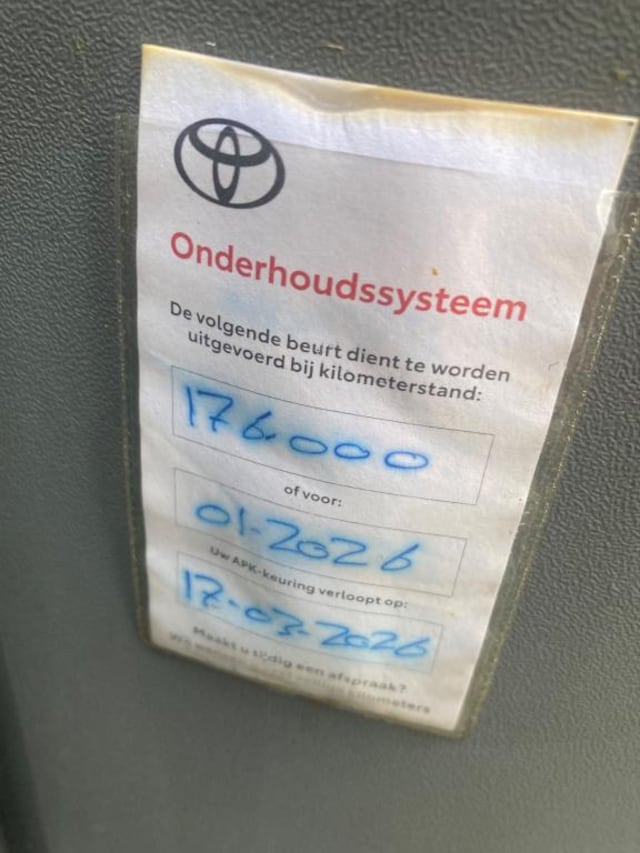 Onderhoudssysteem
De volgende beurt dient te worden
uitgevoerd bij kilometerstand:
176.000
of voor:
01-2026
Uw APK-keuring verloopt op:
17-03-2026
Maakt u tijdig een afspraak?
kilometers